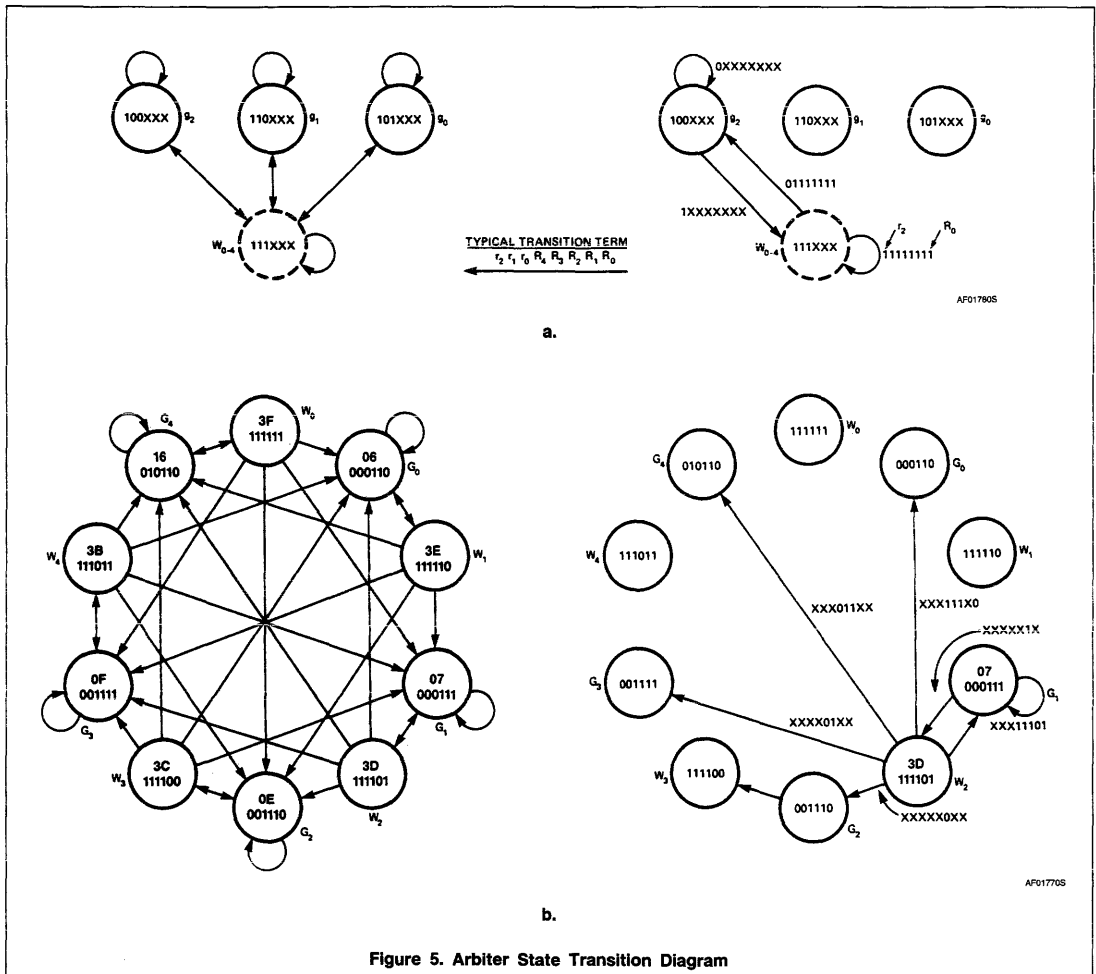 0XXXXXXX
100XXX g₂
110XXX g₁
101XXX g₀
100XXX g₂
110XXX g₁
101XXX g₀
01111111
1XXXXXXX
W₀₋₄ 111XXX
TYPICAL TRANSITION TERM
r₂ r₁ r₀ R₄ R₃ R₂ R₁ R₀
W₀₋₄ 111XXX
r₂ R₀
11111111
AF01780S
a.
3F
111111
W₀
G₄
16
010110
06
000110
G₀
W₄
3B
111011
3E
111110
W₁
0F
001111
G₃
07
000111
G₁
W₃
3C
111100
3D
111101
W₂
0E
001110
G₂
111111 W₀
G₄ 010110
000110 G₀
W₄ 111011
111110 W₁
XXX011XX
XXX111X0
XXXXXX1X
G₃ 001111
07
000111
G₁
XXX11101
XXXX01XX
W₃ 111100
3D
111101
W₂
001110
G₂
XXXXX0XX
AF01770S
b.
Figure 5. Arbiter State Transition Diagram